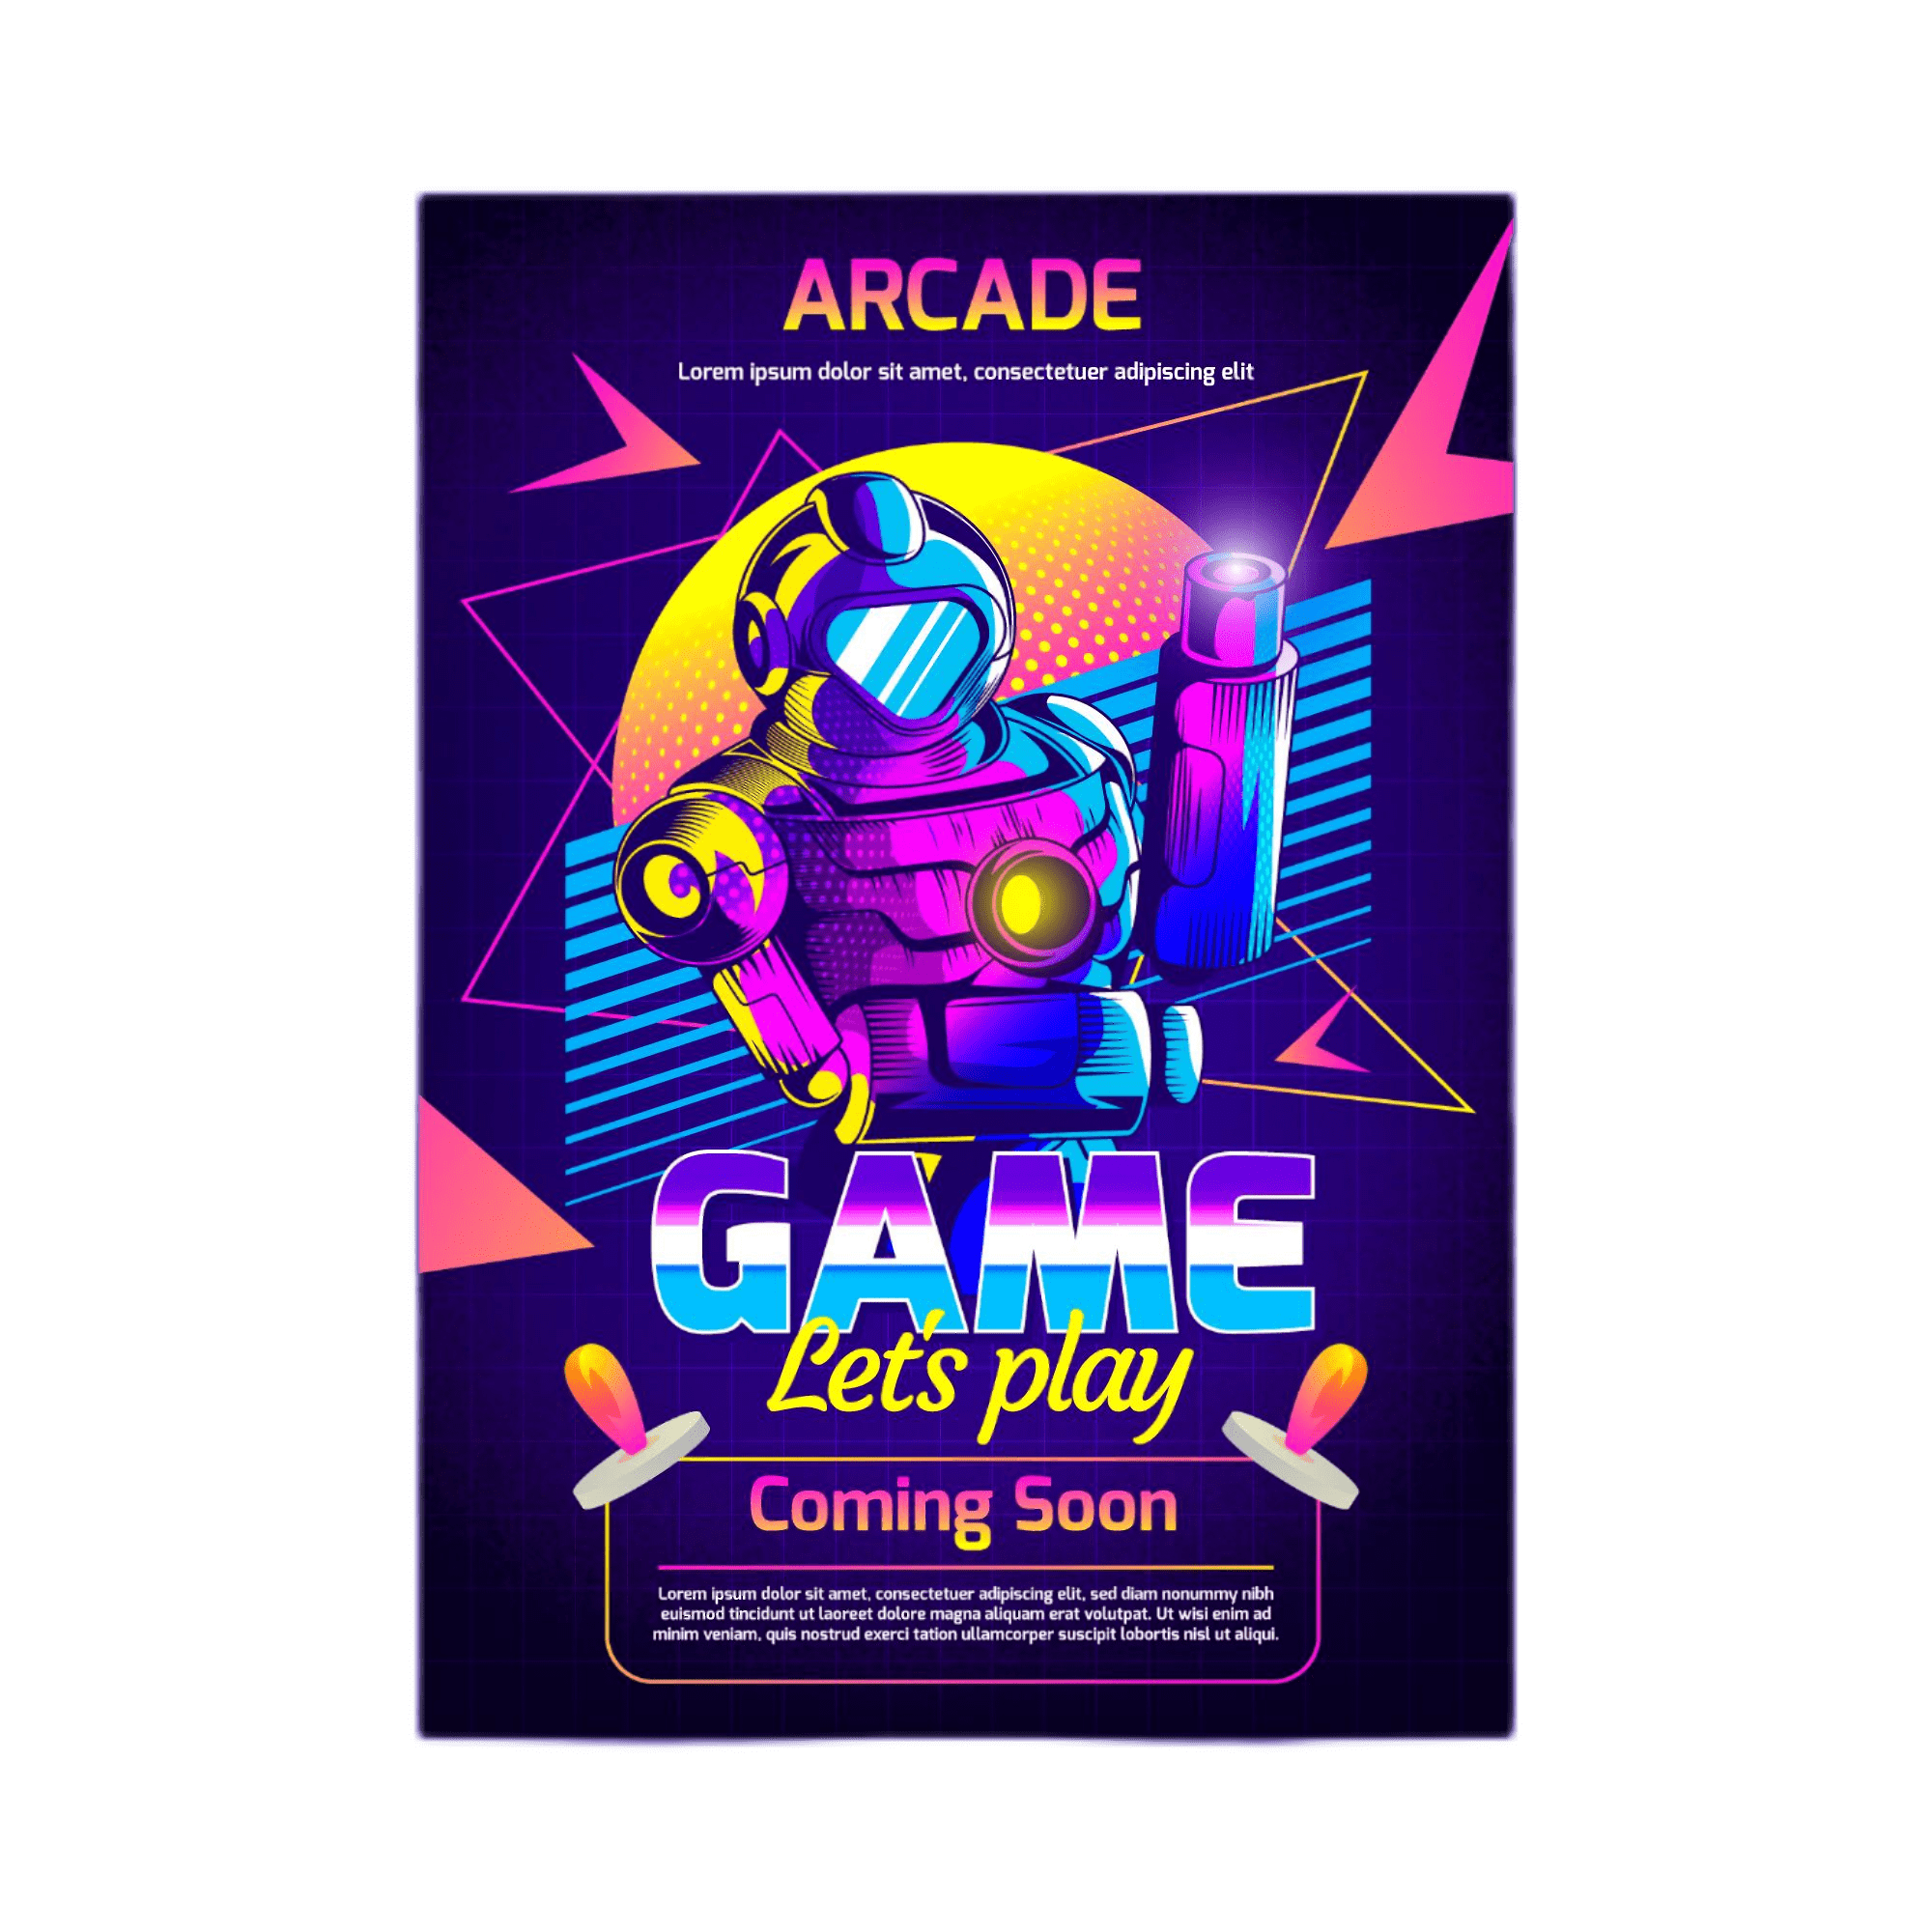 ARCADE
Lorem ipsum dolor sit amet, consectetuer adipiscing elit
GAME
Let's play
Coming Soon
Lorem ipsum dolor sit amet, consectetuer adipiscing elit, sed diam nonummy nibh
euismod tincidunt ut laoreet dolore magna aliquam erat volutpat. Ut wisi enim ad
minim veniam, quis nostrud exerci tation ullamcorper suscipit lobortis nisl ut aliqui.